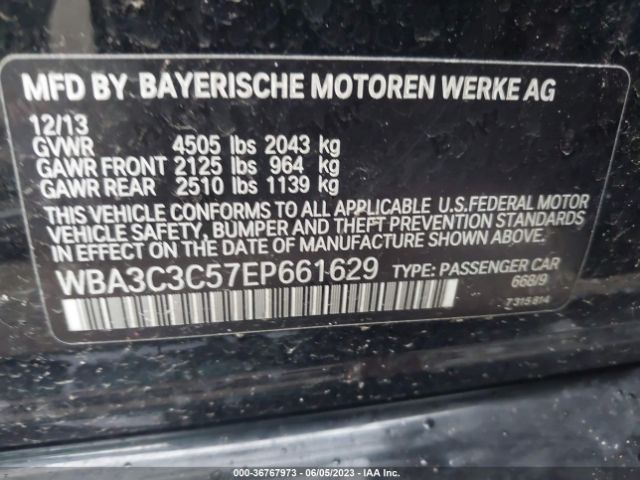 MFD BY BAYERISCHE MOTOREN WERKE AG
12/13
GVWR 4505 lbs 2043 kg
GAWR FRONT 2125 lbs 964 kg
GAWR REAR 2510 lbs 1139 kg
THIS VEHICLE CONFORMS TO ALL APPLICABLE U.S.FEDERAL MOTOR
VEHICLE SAFETY, BUMPER AND THEFT PREVENTION STANDARDS
IN EFFECT ON THE DATE OF MANUFACTURE SHOWN ABOVE.
WBA3C3C57EP661629 TYPE: PASSENGER CAR
668/9
7 315 814
000-36767973 | 06/05/2023 - IAA Inc.